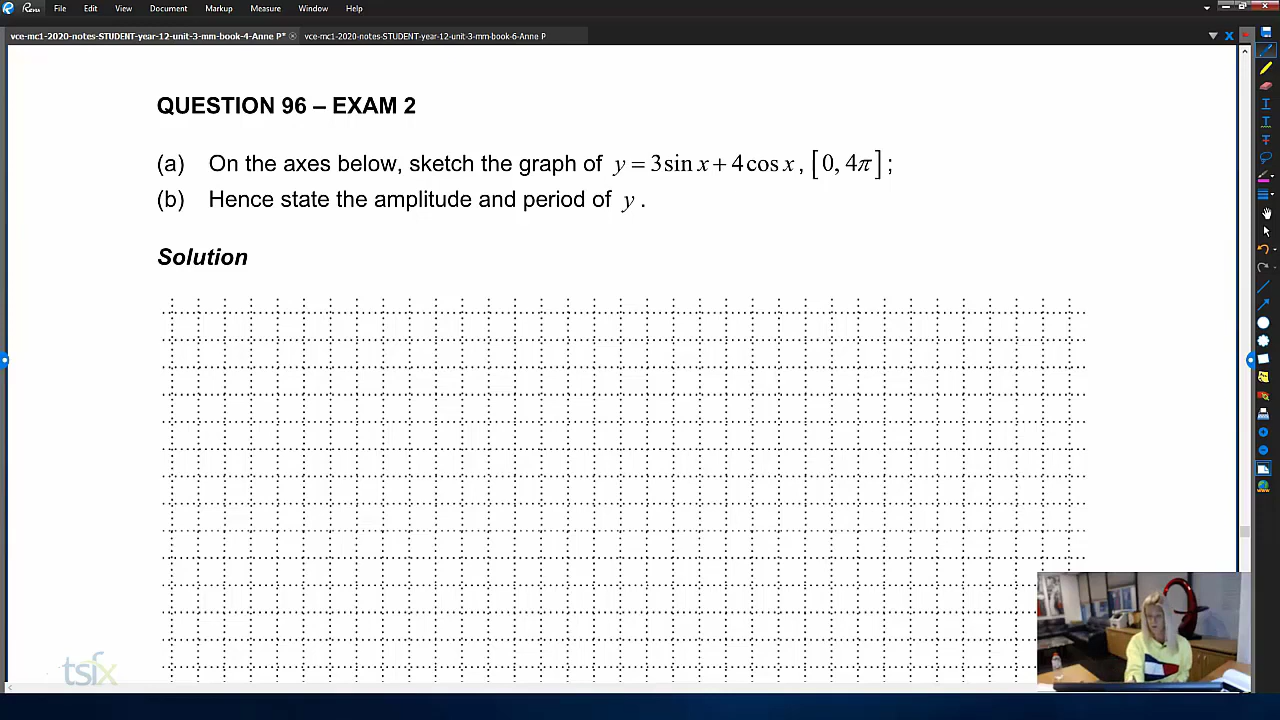 File Edit View Document Markup Measure Window Help
vce-mc1-2020-notes-STUDENT-year-12-unit-3-mm-book-4-Anne P* vce-mc1-2020-notes-STUDENT-year-12-unit-3-mm-book-6-Anne P
QUESTION 96 – EXAM 2
(a) On the axes below, sketch the graph of y = 3sin x + 4cos x, [0, 4π];
(b) Hence state the amplitude and period of y.
Solution
tsfx